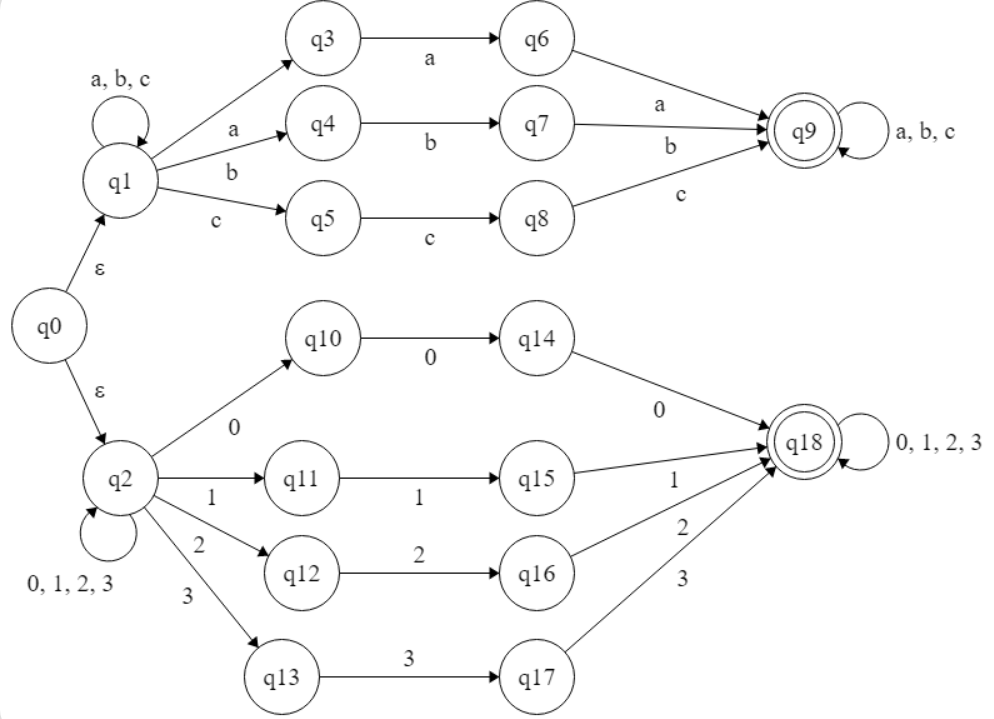 q3
a
q6
a, b, c
a
q4
b
q7
a
b
q9
a, b, c
q1
b
c
q5
c
q8
c
ε
q0
ε
q10
0
q14
0
0
q2
1
q11
1
q15
1
q18
0, 1, 2, 3
0, 1, 2, 3
2
q12
2
q16
2
3
q13
3
q17
3